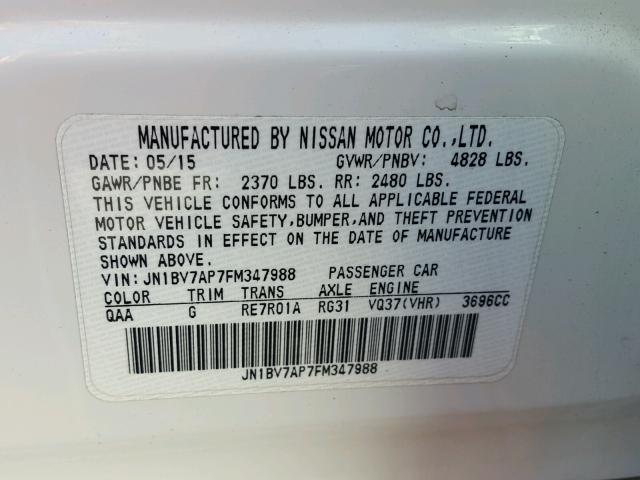 MANUFACTURED BY NISSAN MOTOR CO.,LTD.
DATE: 05/15 GVWR/PNBV: 4828 LBS.
GAWR/PNBE FR: 2370 LBS. RR: 2480 LBS.
THIS VEHICLE CONFORMS TO ALL APPLICABLE FEDERAL
MOTOR VEHICLE SAFETY,BUMPER,AND THEFT PREVENTION
STANDARDS IN EFFECT ON THE DATE OF MANUFACTURE
SHOWN ABOVE.
VIN: JN1BV7AP7FM347988 PASSENGER CAR
COLOR TRIM TRANS AXLE ENGINE
QAA G RE7R01A RG31 VQ37(VHR) 3696CC
JN1BV7AP7FM347988